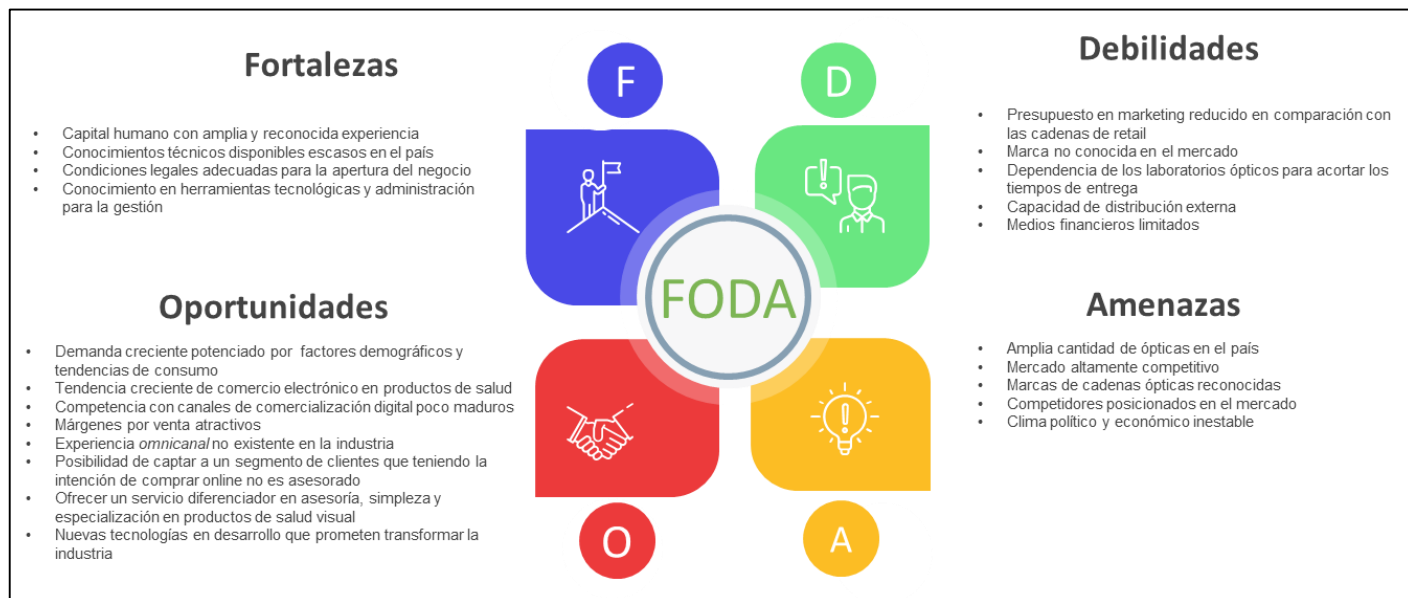 Fortalezas
• Capital humano con amplia y reconocida experiencia
• Conocimientos técnicos disponibles escasos en el país
• Condiciones legales adecuadas para la apertura del negocio
• Conocimiento en herramientas tecnológicas y administración
para la gestión
F
D
Debilidades
• Presupuesto en marketing reducido en comparación con
las cadenas de retail
• Marca no conocida en el mercado
• Dependencia de los laboratorios ópticos para acortar los
tiempos de entrega
• Capacidad de distribución externa
• Medios financieros limitados
FODA
Oportunidades
• Demanda creciente potenciado por factores demográficos y
tendencias de consumo
• Tendencia creciente de comercio electrónico en productos de salud
• Competencia con canales de comercialización digital poco maduros
• Márgenes por venta atractivos
• Experiencia omnicanal no existente en la industria
• Posibilidad de captar a un segmento de clientes que teniendo la
intención de comprar online no es asesorado
• Ofrecer un servicio diferenciador en asesoría, simpleza y
especialización en productos de salud visual
• Nuevas tecnologías en desarrollo que prometen transformar la
industria
O
A
Amenazas
• Amplia cantidad de ópticas en el país
• Mercado altamente competitivo
• Marcas de cadenas ópticas reconocidas
• Competidores posicionados en el mercado
• Clima político y económico inestable